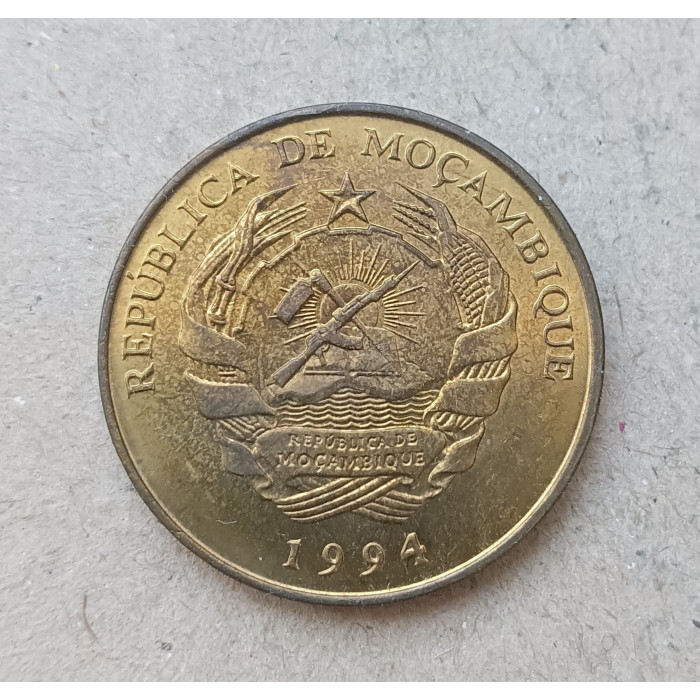 REPÚBLICA DE MOÇAMBIQUE
REPÚBLICA DE
MOÇAMBIQUE
1994